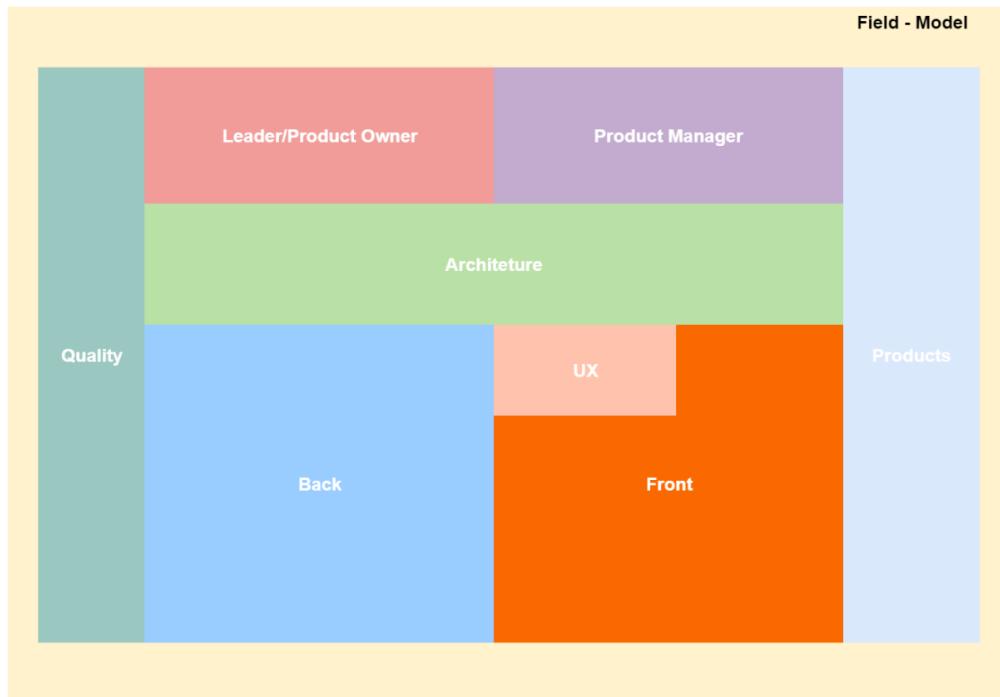 Field - Model
Leader/Product Owner
Product Manager
Architeture
Quality
Products
UX
Back
Front